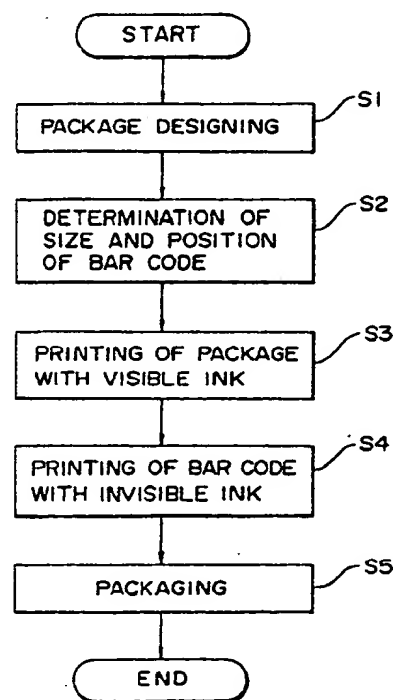 START
S1
PACKAGE DESIGNING
S2
DETERMINATION OF
SIZE AND POSITION
OF BAR CODE
S3
PRINTING OF PACKAGE
WITH VISIBLE INK
S4
PRINTING OF BAR CODE
WITH INVISIBLE INK
S5
PACKAGING
END